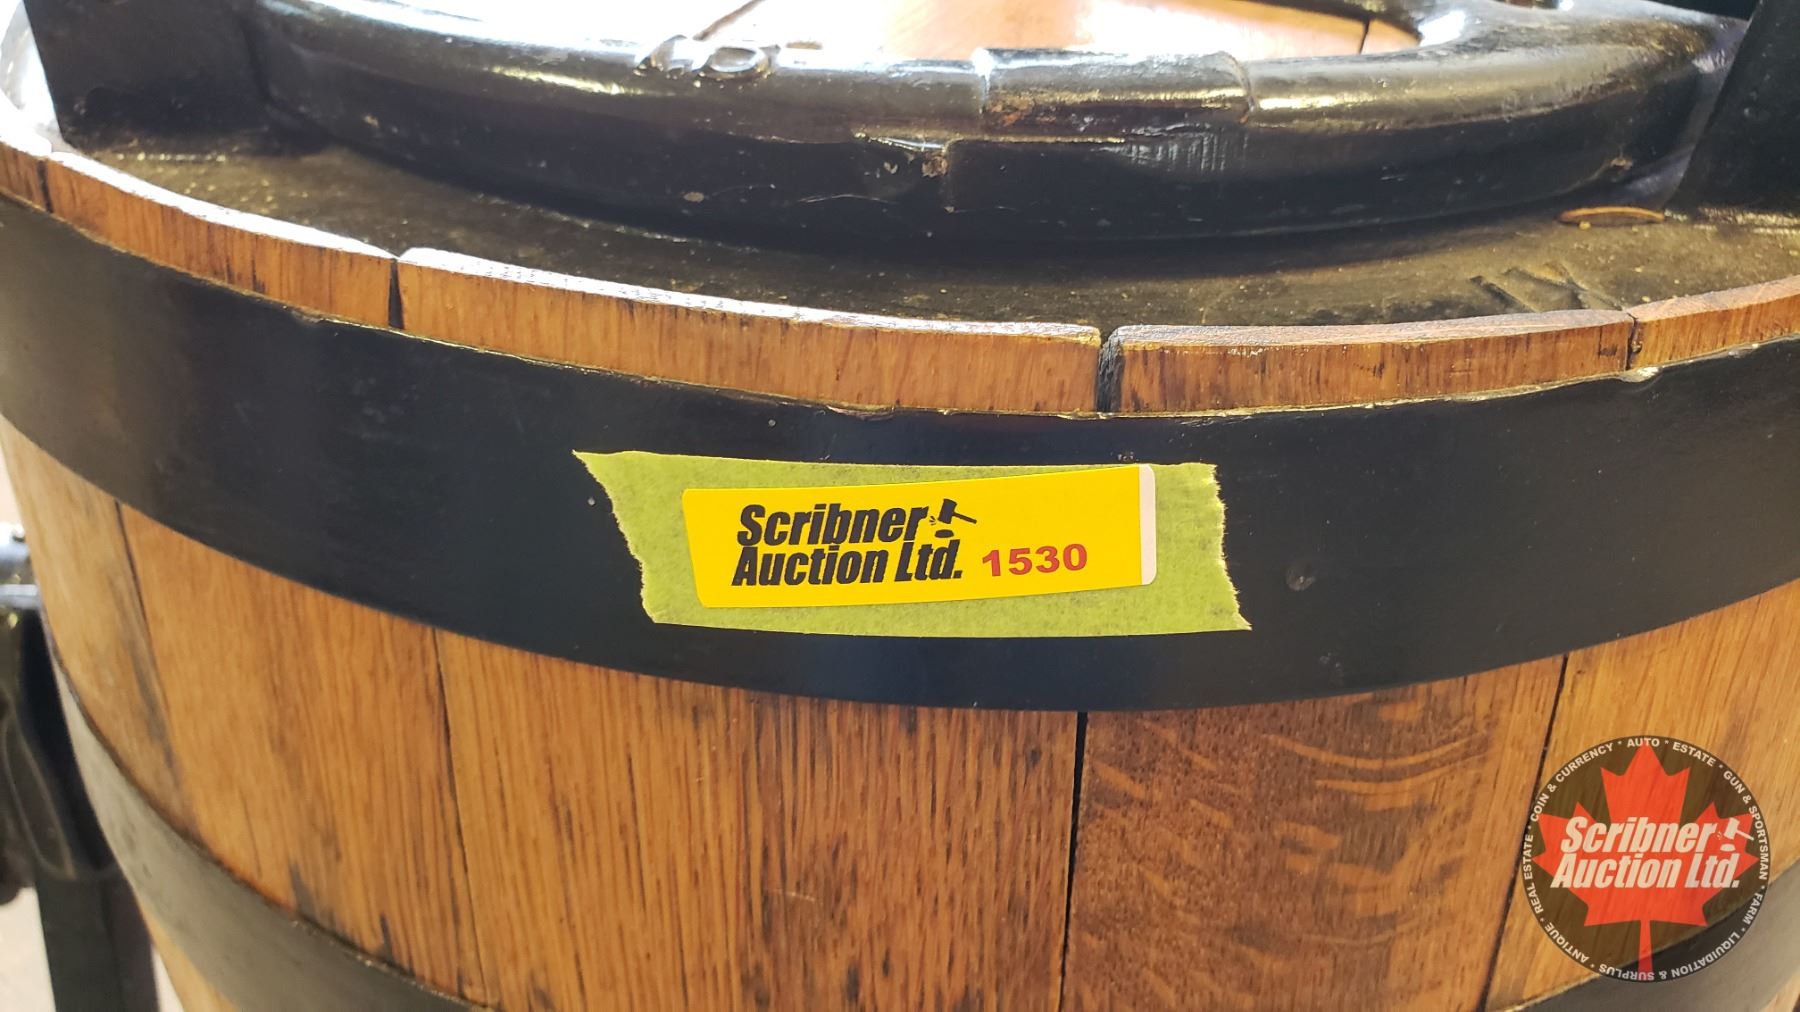 Scribner
Auction Ltd. 1530
COIN & CURRENCY * AUTO * ESTATE * GUN & SPORTSMAN * FARM * LIQUIDATION & SURPLUS * ANTIQUE * REAL ESTATE *
Scribner
Auction Ltd.